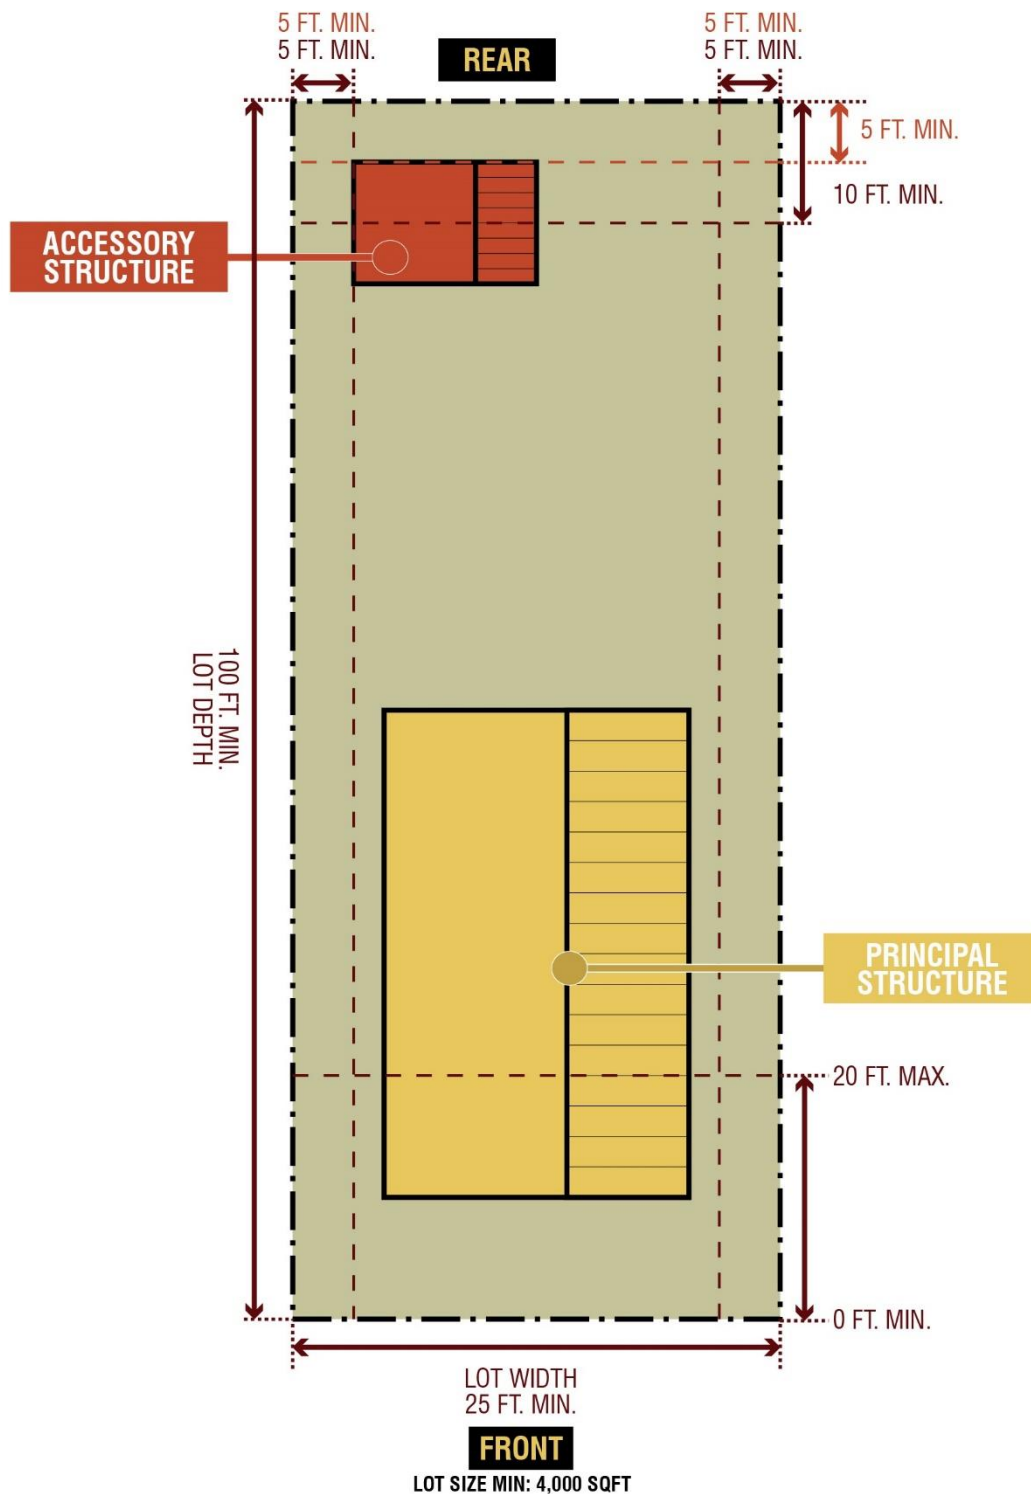 5 FT. MIN.
5 FT. MIN.
REAR
5 FT. MIN.
5 FT. MIN.
5 FT. MIN.
10 FT. MIN.
ACCESSORY
STRUCTURE
100 FT. MIN.
LOT DEPTH
PRINCIPAL
STRUCTURE
20 FT. MAX.
0 FT. MIN.
LOT WIDTH
25 FT. MIN.
FRONT
LOT SIZE MIN: 4,000 SQFT